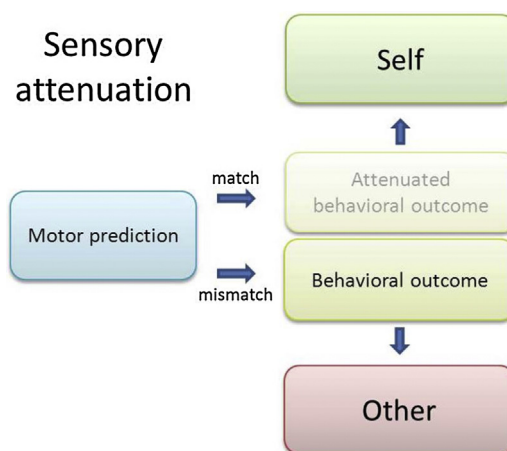 Sensory
attenuation
Self
match
Attenuated
behavioral outcome
Motor prediction
Behavioral outcome
mismatch
Other